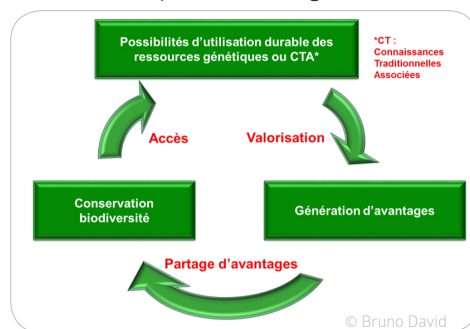 Possibilités d'utilisation durable des
ressources génétiques ou CTA*
*CT :
Connaissances
Traditionnelles
Associées
Accès
Valorisation
Conservation
biodiversité
Génération d'avantages
Partage d'avantages
© Bruno David